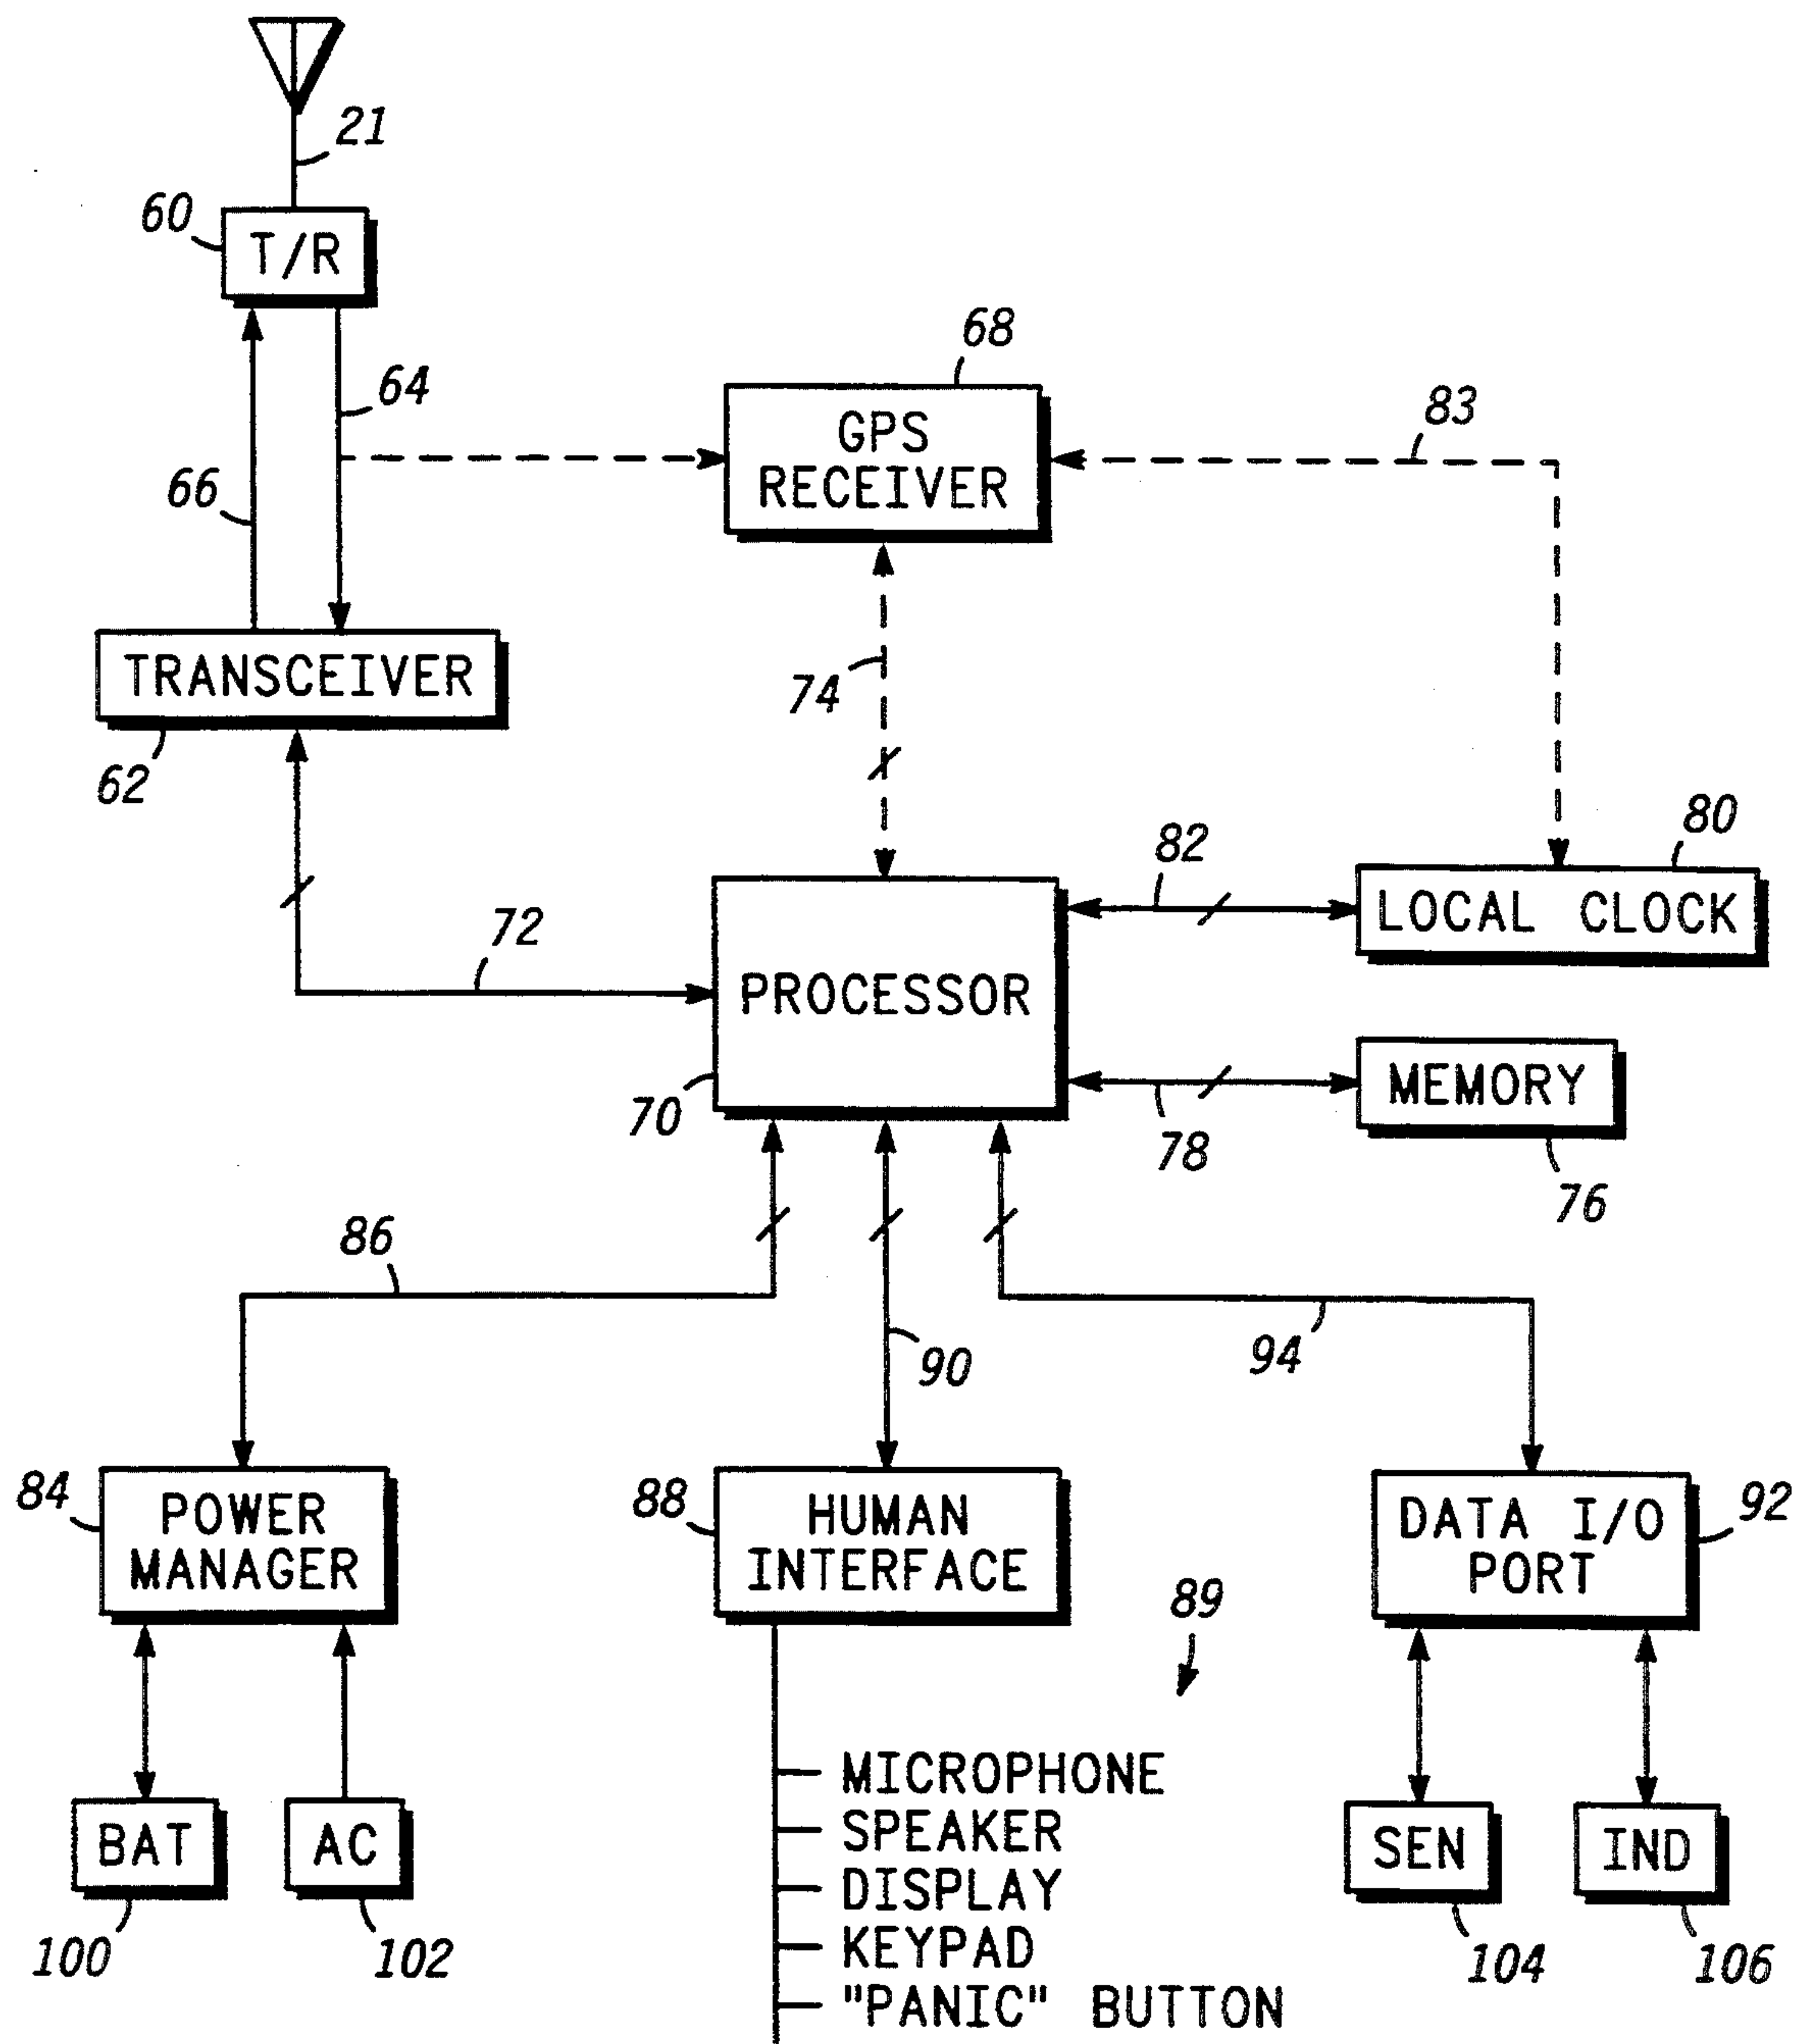 21
60
T/R
64
66
68
GPS
RECEIVER
83
TRANSCEIVER
62
74
80
82
LOCAL CLOCK
72
PROCESSOR
70
MEMORY
78
76
86
90
94
84
POWER
MANAGER
88
HUMAN
INTERFACE
DATA I/O
PORT
92
89
MICROPHONE
SPEAKER
DISPLAY
KEYPAD
"PANIC" BUTTON
BAT
AC
SEN
IND
100
102
104
106